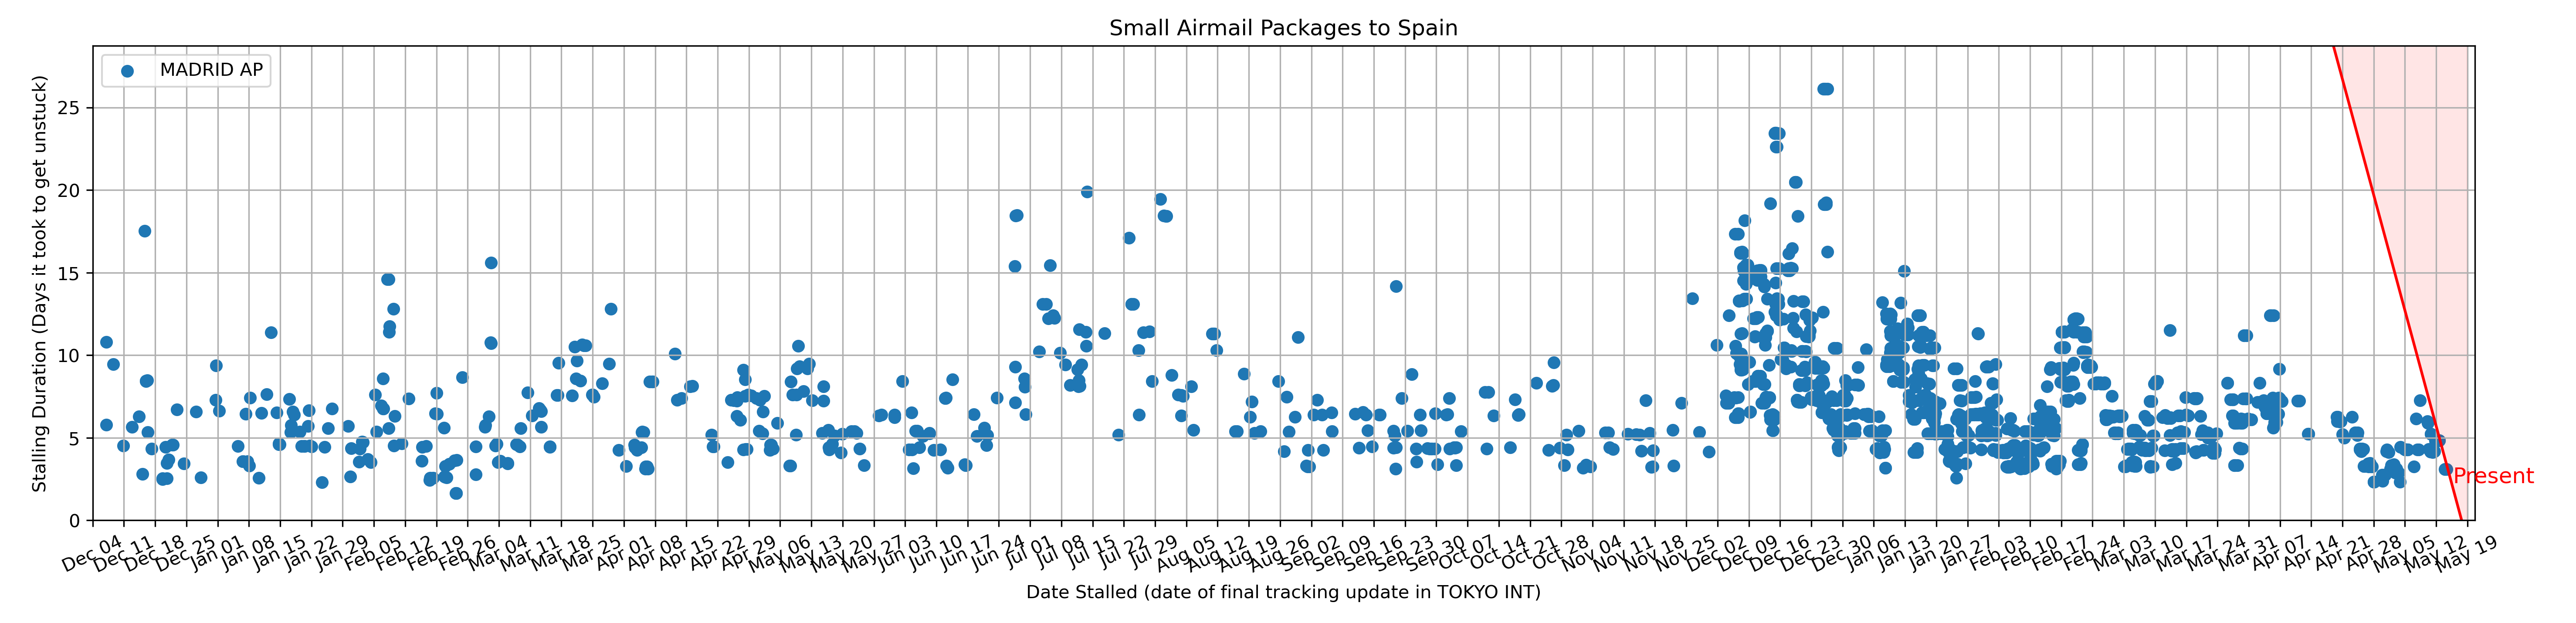 Small Airmail Packages to Spain
MADRID AP
Stalling Duration (Days it took to get unstuck)
25
20
15
10
5
0
Present
Dec 04
Dec 11
Dec 18
Dec 25
Jan 01
Jan 08
Jan 15
Jan 22
Jan 29
Feb 05
Feb 12
Feb 19
Feb 26
Mar 04
Mar 11
Mar 18
Mar 25
Apr 01
Apr 08
Apr 15
Apr 22
Apr 29
May 06
May 13
May 20
May 27
Jun 03
Jun 10
Jun 17
Jun 24
Jul 01
Jul 08
Jul 15
Jul 22
Jul 29
Aug 05
Aug 12
Aug 19
Aug 26
Sep 02
Sep 09
Sep 16
Sep 23
Sep 30
Oct 07
Oct 14
Oct 21
Oct 28
Nov 04
Nov 11
Nov 18
Nov 25
Dec 02
Dec 09
Dec 16
Dec 23
Dec 30
Jan 06
Jan 13
Jan 20
Jan 27
Feb 03
Feb 10
Feb 17
Feb 24
Mar 03
Mar 10
Mar 17
Mar 24
Mar 31
Apr 07
Apr 14
Apr 21
Apr 28
May 05
May 12
May 19
Date Stalled (date of final tracking update in TOKYO INT)